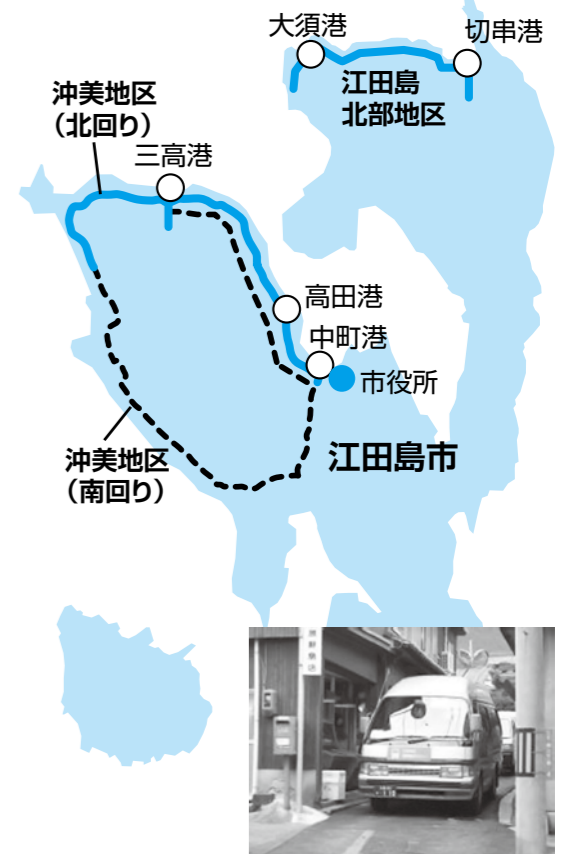 大須港
切串港
江田島
北部地区
沖美地区
（北回り）
三高港
高田港
中町港
市役所
沖美地区
（南回り）
江田島市